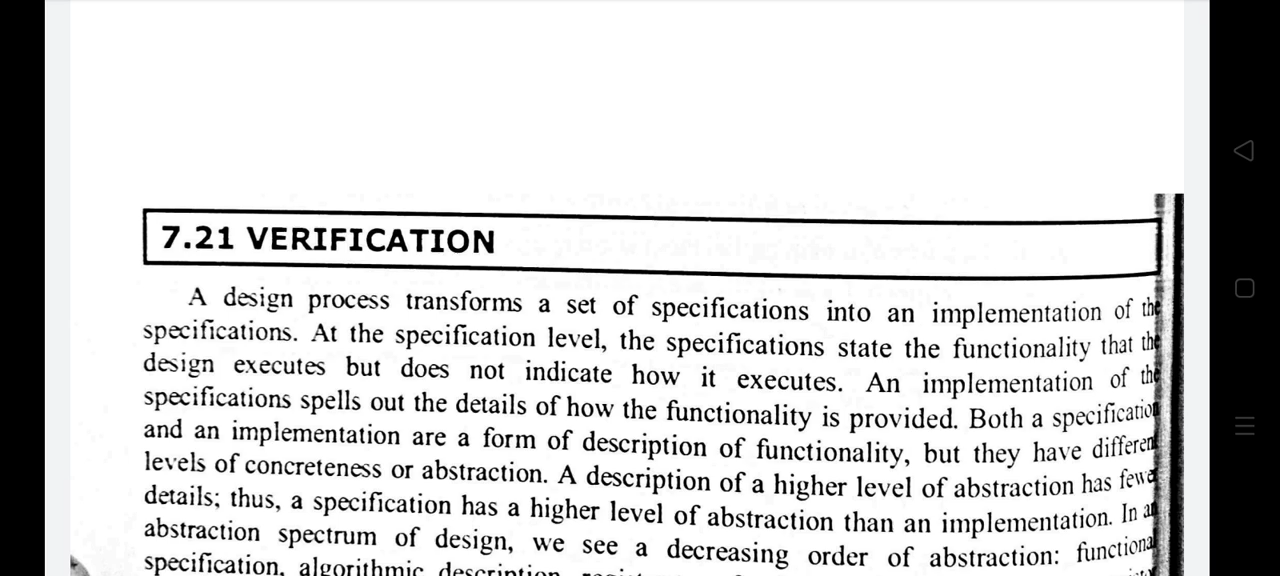 7.21 VERIFICATION
A design process transforms a set of specifications into an implementation of the
specifications. At the specification level, the specifications state the functionality that the
design executes but does not indicate how it executes. An implementation of the
specifications spells out the details of how the functionality is provided. Both a specification
and an implementation are a form of description of functionality, but they have different
levels of concreteness or abstraction. A description of a higher level of abstraction has fewer
details; thus, a specification has a higher level of abstraction than an implementation. In an
abstraction spectrum of design, we see a decreasing order of abstraction: functional
specification, algorithmic description,